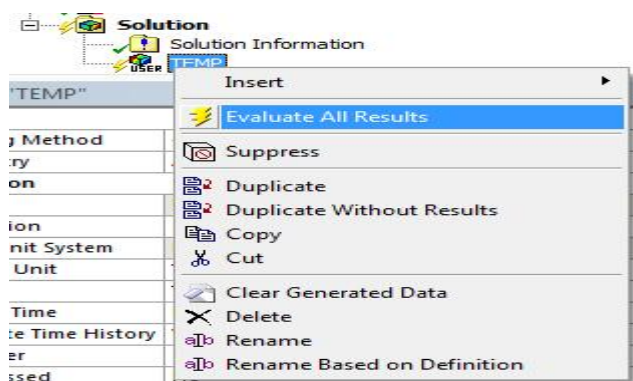 Solution
Solution Information
USER TEMP
Insert
"TEMP"
Evaluate All Results
Method
Suppress
on
Duplicate
ion
Duplicate Without Results
nit System
Copy
Unit
Cut
Clear Generated Data
Time
Delete
te Time History
Rename
er
Rename Based on Definition
ssed